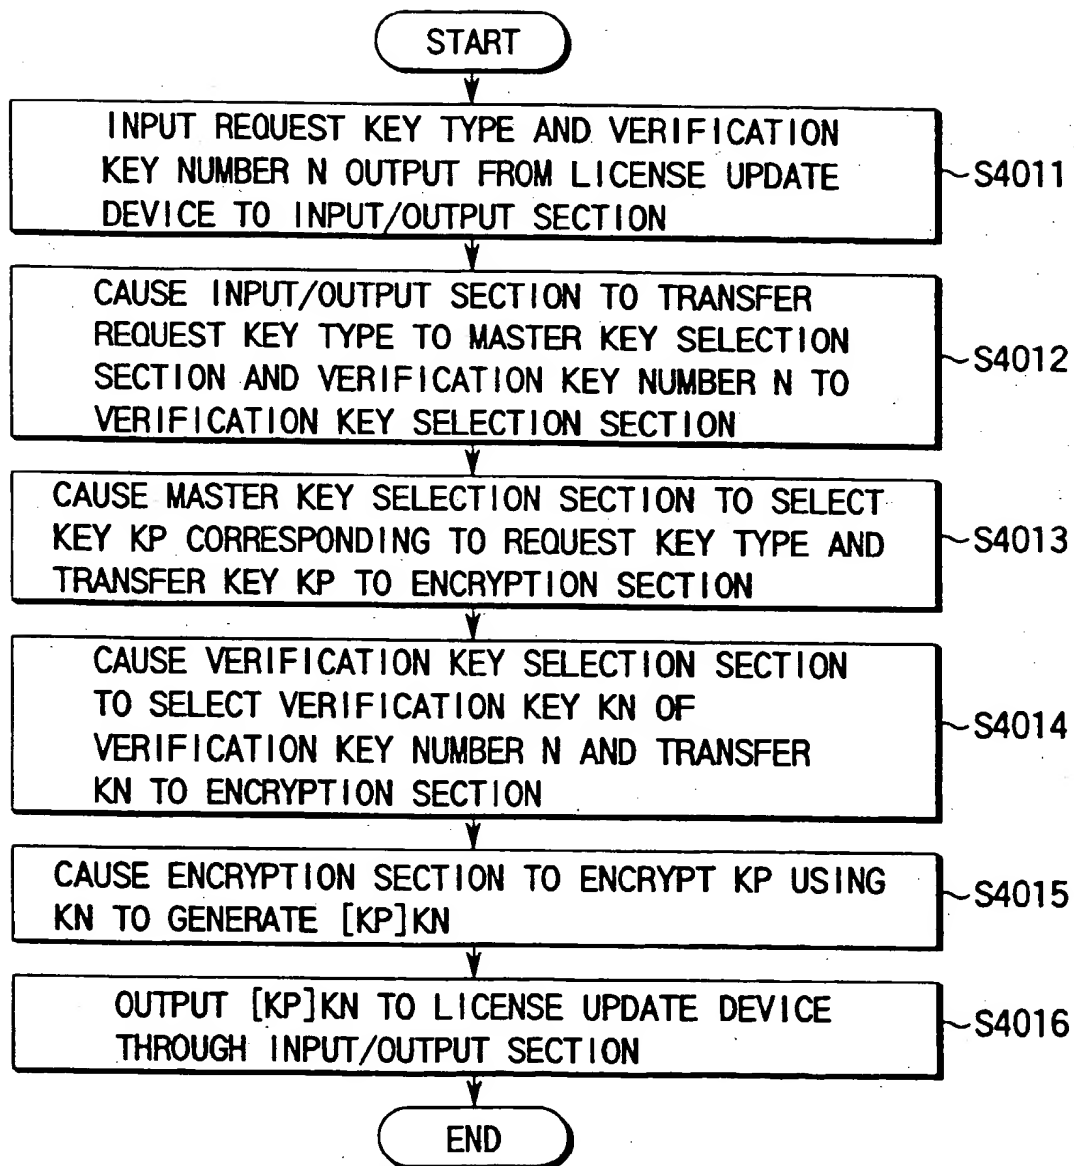 START
INPUT REQUEST KEY TYPE AND VERIFICATION
KEY NUMBER N OUTPUT FROM LICENSE UPDATE
DEVICE TO INPUT/OUTPUT SECTION
S4011
CAUSE INPUT/OUTPUT SECTION TO TRANSFER
REQUEST KEY TYPE TO MASTER KEY SELECTION
SECTION AND VERIFICATION KEY NUMBER N TO
VERIFICATION KEY SELECTION SECTION
S4012
CAUSE MASTER KEY SELECTION SECTION TO SELECT
KEY KP CORRESPONDING TO REQUEST KEY TYPE AND
TRANSFER KEY KP TO ENCRYPTION SECTION
S4013
CAUSE VERIFICATION KEY SELECTION SECTION
TO SELECT VERIFICATION KEY KN OF
VERIFICATION KEY NUMBER N AND TRANSFER
KN TO ENCRYPTION SECTION
S4014
CAUSE ENCRYPTION SECTION TO ENCRYPT KP USING
KN TO GENERATE [KP]KN
S4015
OUTPUT [KP]KN TO LICENSE UPDATE DEVICE
THROUGH INPUT/OUTPUT SECTION
S4016
END